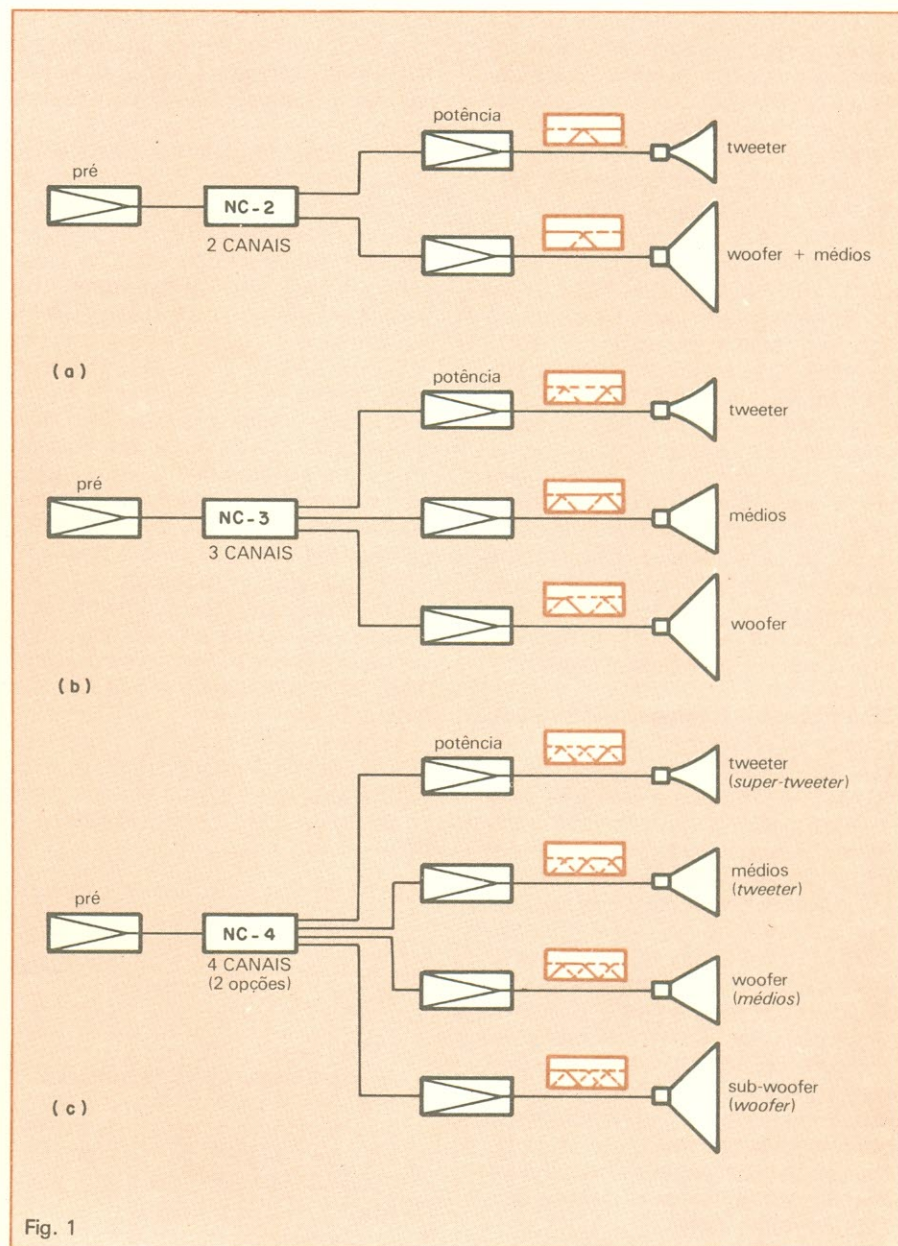 potência
tweeter
pré
NC-2
2 CANAIS
woofer + médios
(a)
potência
tweeter
pré
NC-3
3 CANAIS
médios
woofer
(b)
potência
tweeter
(super-tweeter)
médios
(tweeter)
pré
NC-4
4 CANAIS
(2 opções)
woofer
(médios)
sub-woofer
(woofer)
(c)
Fig. 1